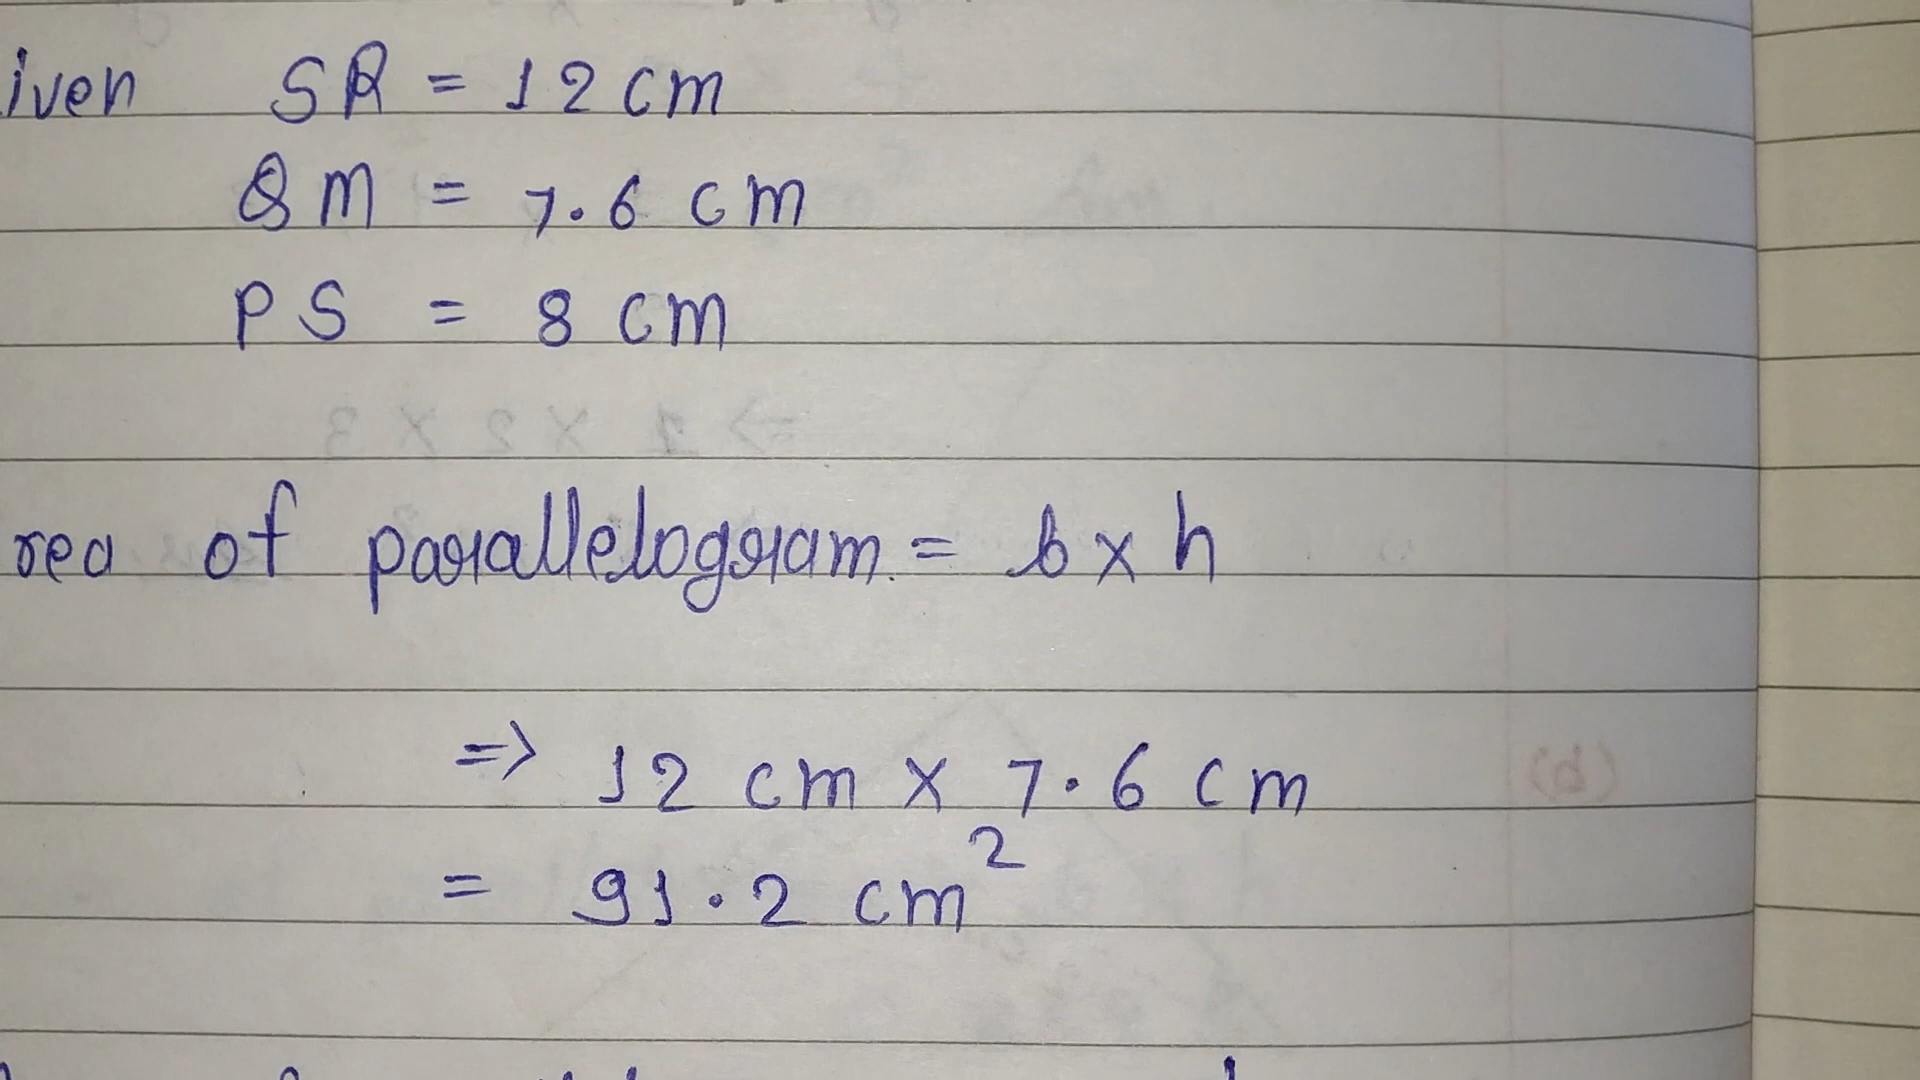 iven SR = 12 cm
QM = 7.6 cm
PS = 8 cm
rea of parallelogram = b x h
=> 12 cm x 7.6 cm
= 91.2 cm²